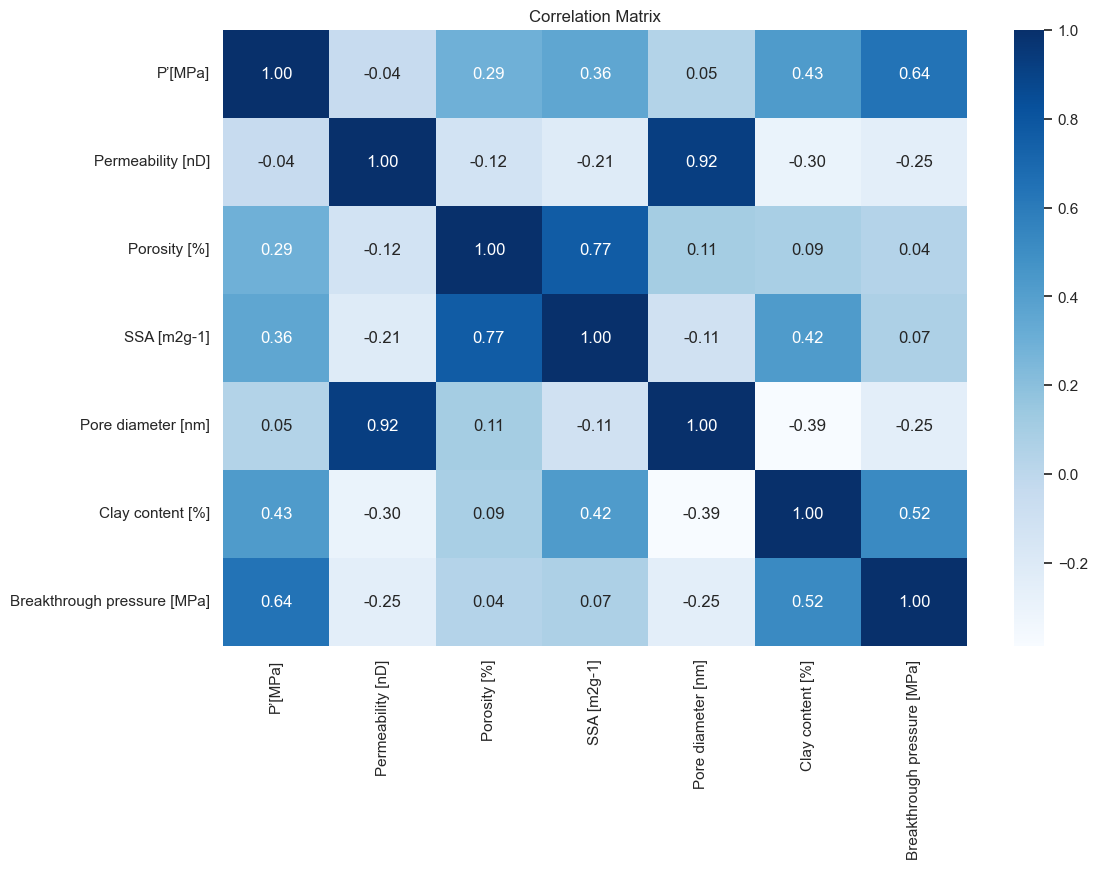 Correlation Matrix
P'[MPa] 1.00 -0.04 0.29 0.36 0.05 0.43 0.64
Permeability [nD] -0.04 1.00 -0.12 -0.21 0.92 -0.30 -0.25
Porosity [%] 0.29 -0.12 1.00 0.77 0.11 0.09 0.04
SSA [m2g-1] 0.36 -0.21 0.77 1.00 -0.11 0.42 0.07
Pore diameter [nm] 0.05 0.92 0.11 -0.11 1.00 -0.39 -0.25
Clay content [%] 0.43 -0.30 0.09 0.42 -0.39 1.00 0.52
Breakthrough pressure [MPa] 0.64 -0.25 0.04 0.07 -0.25 0.52 1.00
P'[MPa]
Permeability [nD]
Porosity [%]
SSA [m2g-1]
Pore diameter [nm]
Clay content [%]
Breakthrough pressure [MPa]
1.0
0.8
0.6
0.4
0.2
0.0
−0.2